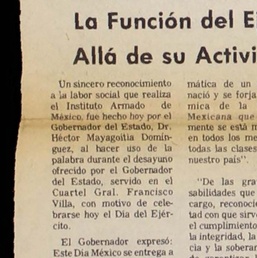 La Función del E
Allá de su Activi
Un sincero reconocimiento
a la labor social que realiza
el Instituto Armado de
México, fue hecho hoy por el
Gobernador del Estado, Dr.
Héctor Mayagoitia Domín-
guez, al hacer uso de la
palabra durante el desayuno
ofrecido por el Gobernador
del Estado, servido en el
Cuartel Gral. Francisco
Villa, con motivo de cele-
brarse hoy el Día del Ejér-
cito.
El Gobernador expresó:
Este Día México se entrega a
mática de un
nació y se forja
mica de la
Mexicana que
mente se está m
en todos los me
todas las clases
nuestro país".
"De las gra
sabilidades que
cargo, reconoci
tad con que sirv
el cumplimiento
la integridad, la
cia y la soberan